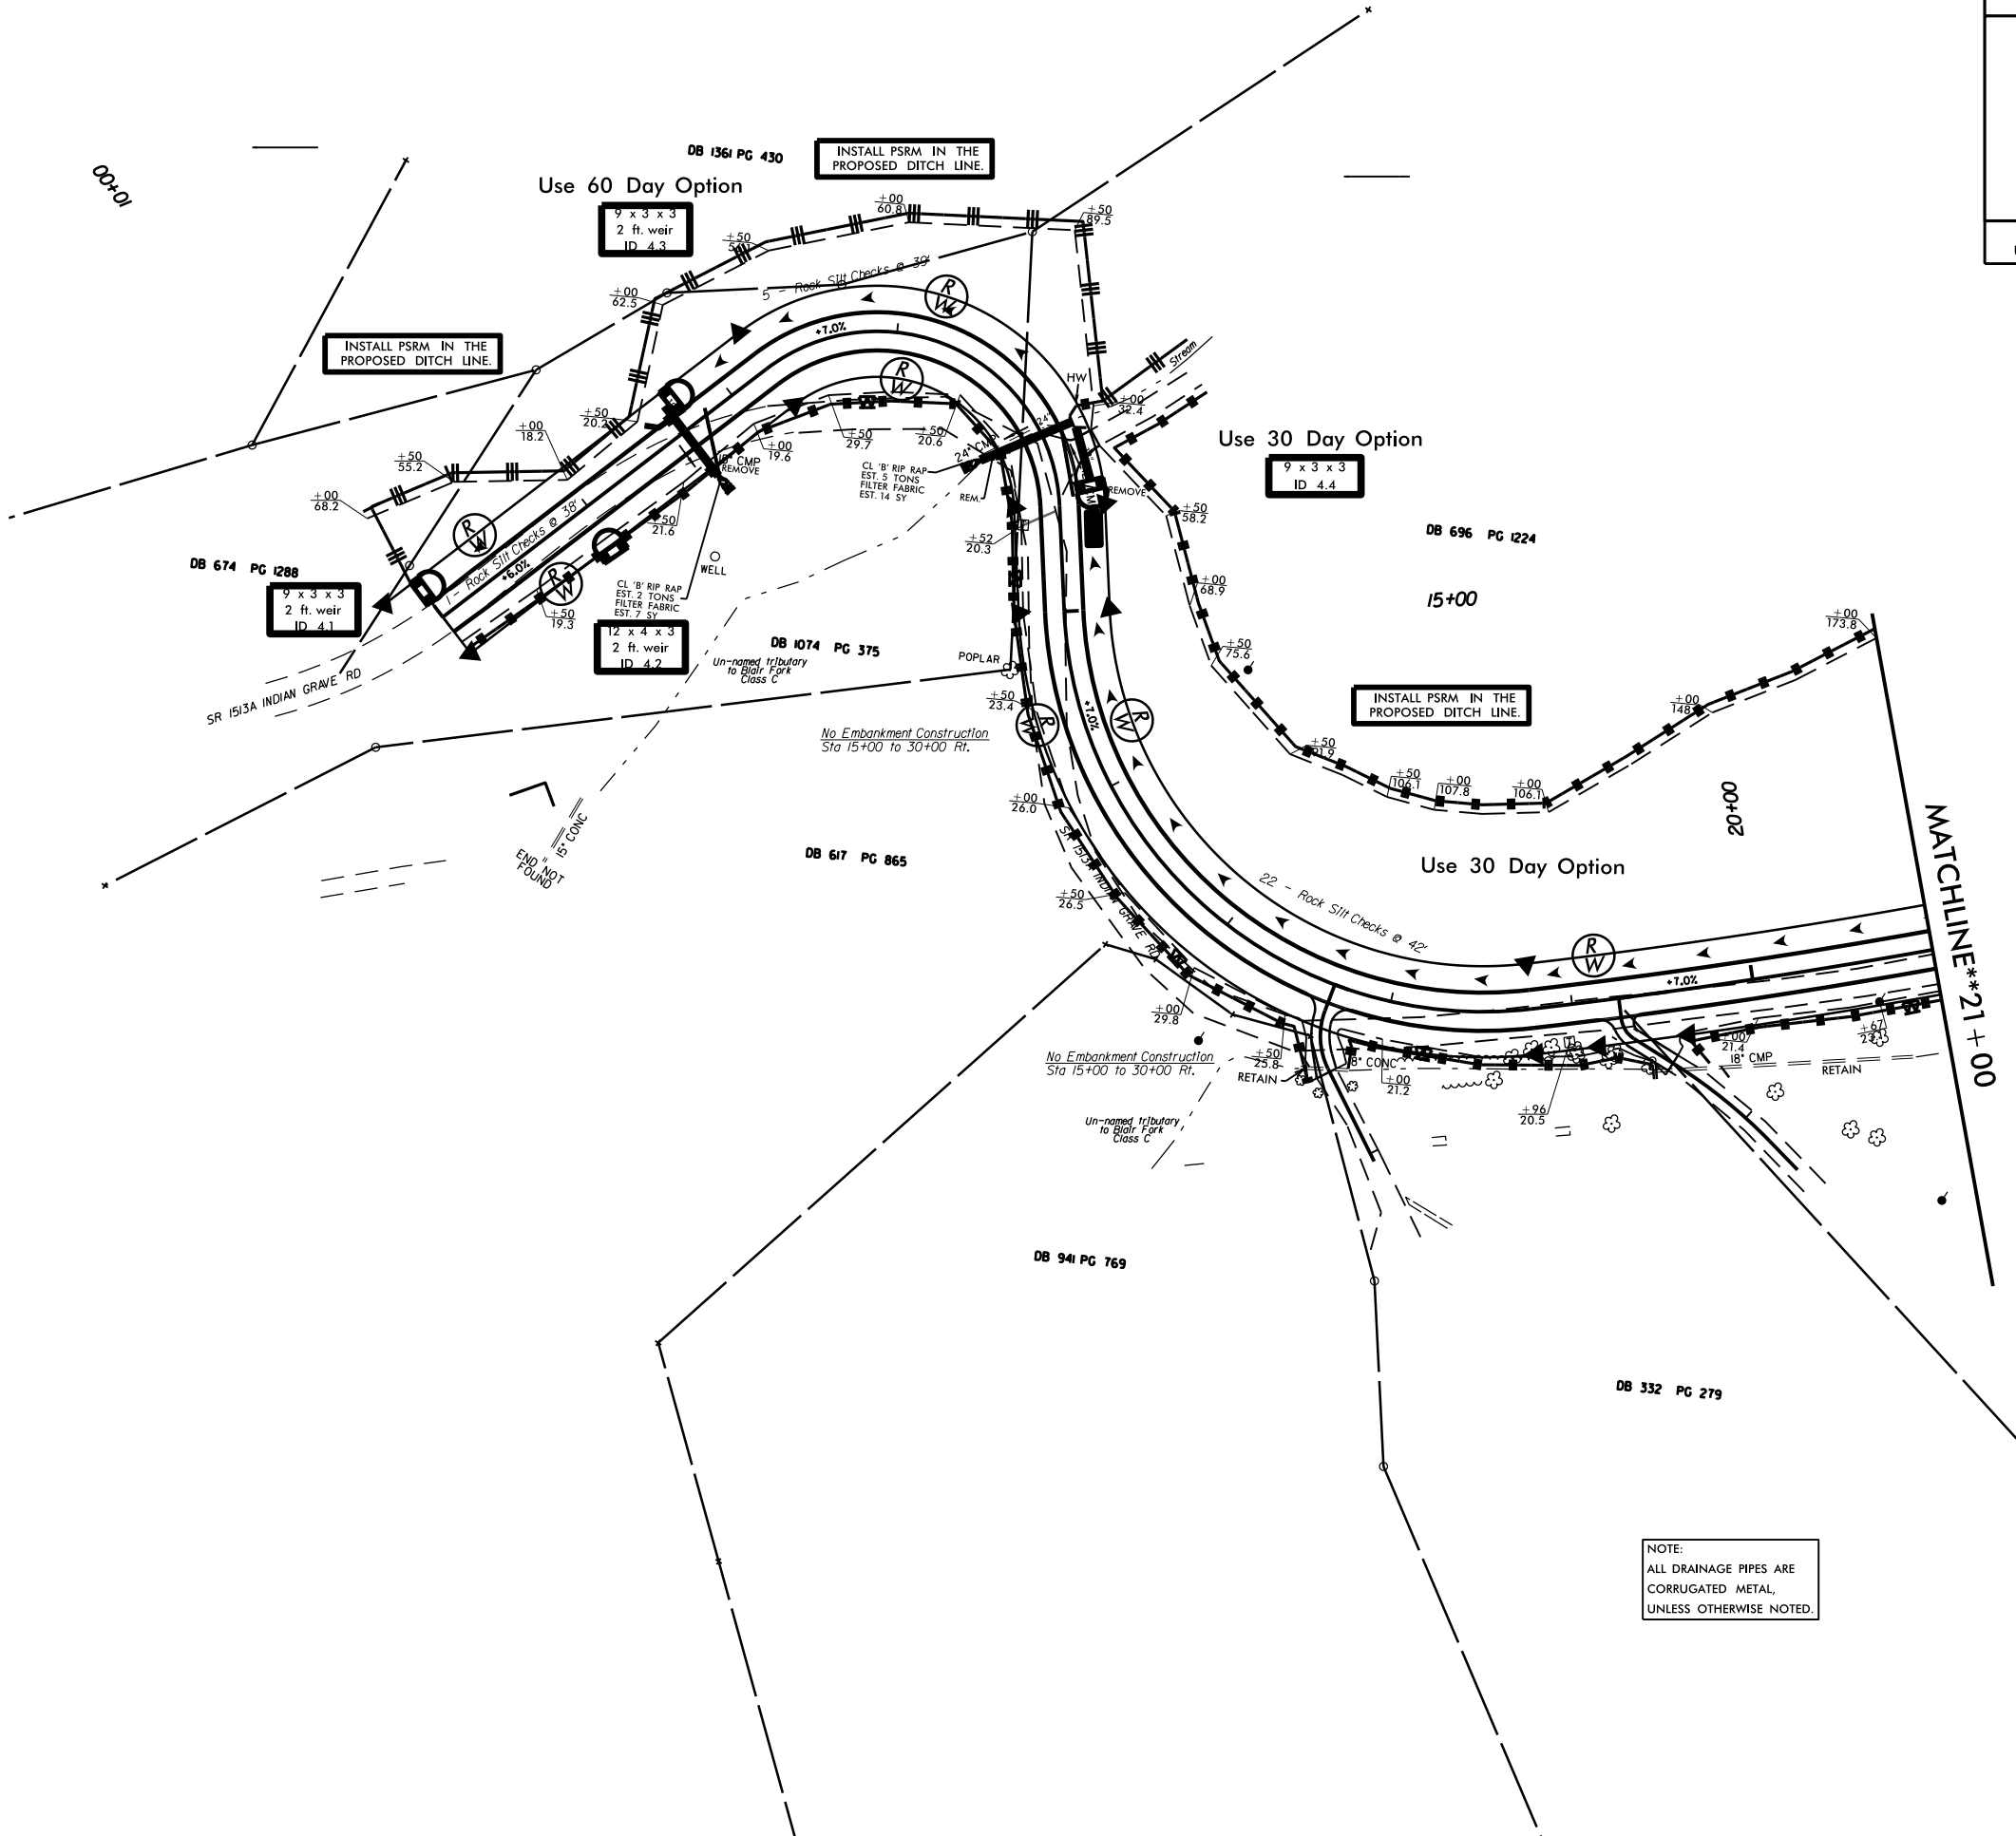 DB 1361 PG 430
INSTALL PSRM IN THE
PROPOSED DITCH LINE.
10+00
Use 60 Day Option
9 x 3 x 3
2 ft. weir
ID 4.3
+00
60.8
+50
89.5
+50
5 - Rock Silt Checks @ 39'
+00
62.5
R
W
+7.0%
INSTALL PSRM IN THE
PROPOSED DITCH LINE.
Stream
R
W
HW
+00
32.4
+50
20.2
+00
18.2
+50
29.7
+50
20.6
24"
24" CMP
+00
19.6
18" CMP
REMOVE
Use 30 Day Option
9 x 3 x 3
ID 4.4
+50
55.2
CL 'B' RIP RAP
EST. 5 TONS
FILTER FABRIC
EST. 14 SY
REM.
REMOVE
+00
68.2
+50
21.6
+50
58.2
R
W
1 - Rock Silt Checks @ 38'
+6.0%
+52
20.3
DB 696 PG 1224
DB 674 PG 1288
WELL
R
W
CL 'B' RIP RAP
EST. 2 TONS
FILTER FABRIC
EST. 7 SY
+00
68.9
15+00
9 x 3 x 3
2 ft. weir
ID 4.1
+50
19.3
12 x 4 x 3
2 ft. weir
ID 4.2
DB 1074 PG 375
Un-named tributary
to Blair Fork
Class C
POPLAR
+50
75.6
+00
173.8
SR 1513A INDIAN GRAVE RD
+50
23.4
R
W
+7.0%
R
W
INSTALL PSRM IN THE
PROPOSED DITCH LINE.
+00
148.
No Embankment Construction
Sta 15+00 to 30+00 Rt.
+50
+50
106.1
+00
107.8
+00
106.1
+00
26.0
20+00
MATCHLINE**21+00
15" CONC
END NOT
FOUND
SR 1513A INDIAN GRAVE RD
DB 617 PG 865
Use 30 Day Option
+50
26.5
22 - Rock Silt Checks @ 42'
R
W
+7.0%
+00
29.8
+67
+00
21.4
18" CMP
RETAIN
No Embankment Construction
Sta 15+00 to 30+00 Rt.
+50
25.8
RETAIN
18" CONC
+00
21.2
+96
20.5
Un-named tributary
to Blair Fork
Class C
DB 941 PG 769
DB 332 PG 279
NOTE:
ALL DRAINAGE PIPES ARE
CORRUGATED METAL,
UNLESS OTHERWISE NOTED.